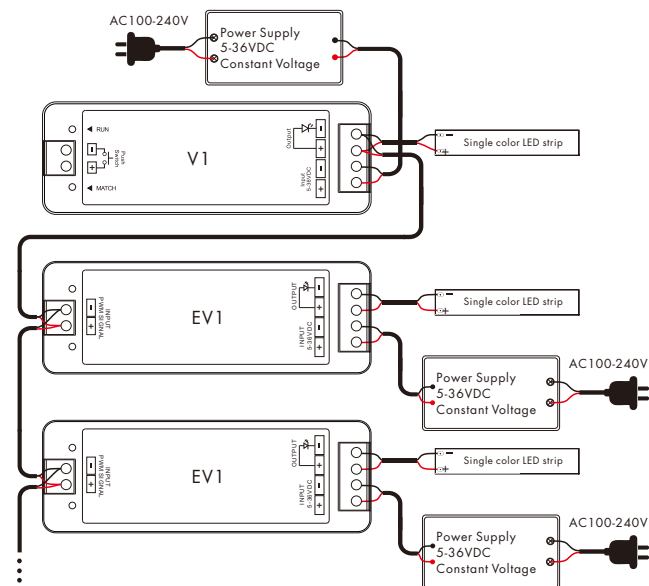 AC100-240V
Power Supply
5-36VDC
Constant Voltage
RUN
Push
Switch
-
+
MATCH
V1
Output
-
+
Input
5-36VDC
-
+
-
+
Single color LED strip
INPUT
PWM SIGNAL
-
+
EV1
OUTPUT
-
+
INPUT
5-36VDC
-
+
-
+
Single color LED strip
AC100-240V
Power Supply
5-36VDC
Constant Voltage
INPUT
PWM SIGNAL
-
+
EV1
OUTPUT
-
+
INPUT
5-36VDC
-
+
-
+
Single color LED strip
AC100-240V
Power Supply
5-36VDC
Constant Voltage